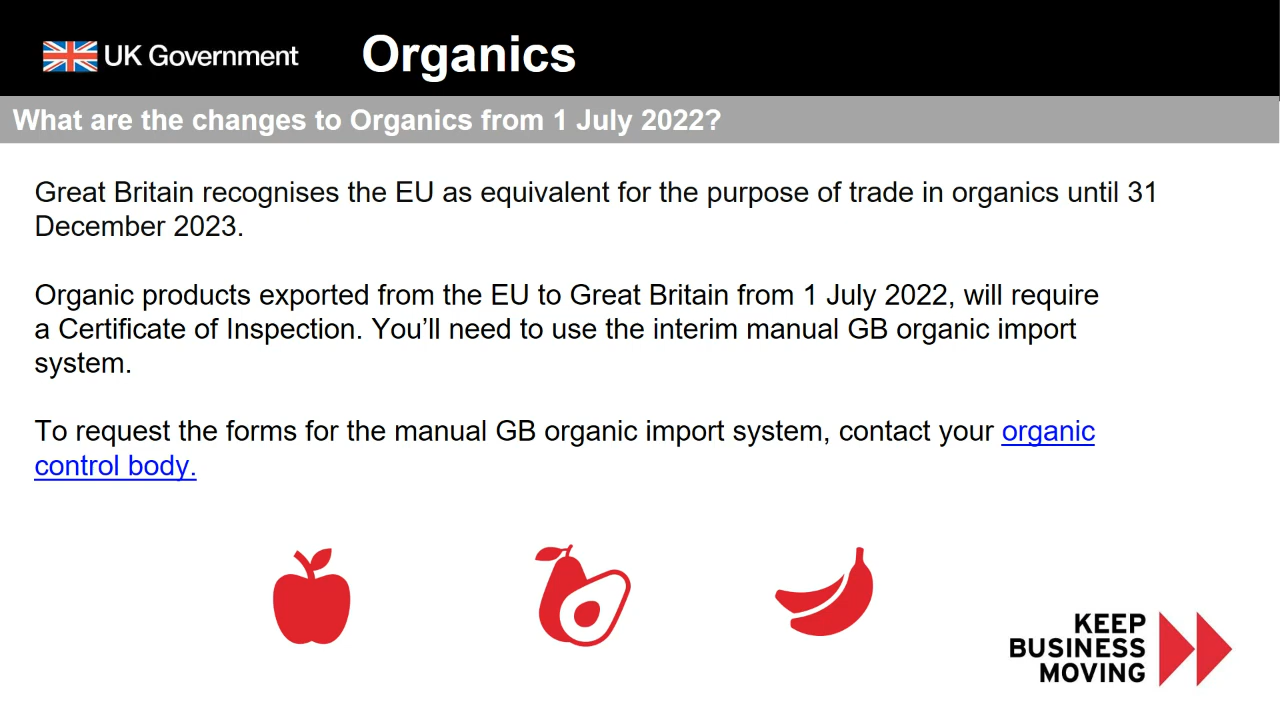 UK Government
Organics
What are the changes to Organics from 1 July 2022?
Great Britain recognises the EU as equivalent for the purpose of trade in organics until 31
December 2023.
Organic products exported from the EU to Great Britain from 1 July 2022, will require
a Certificate of Inspection. You’ll need to use the interim manual GB organic import
system.
To request the forms for the manual GB organic import system, contact your organic
control body.
KEEP
BUSINESS
MOVING